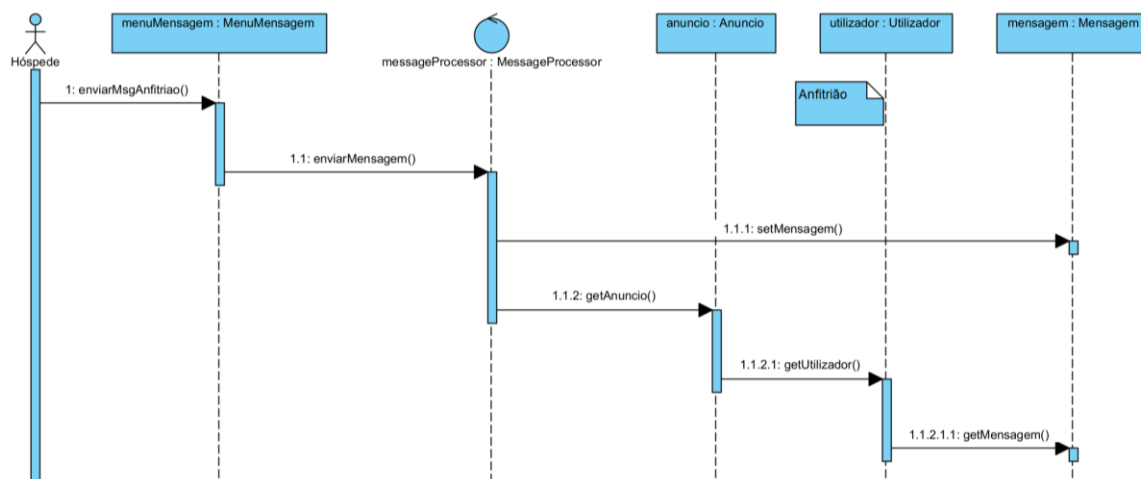 menuMensagem : MenuMensagem
anuncio : Anuncio
utilizador : Utilizador
mensagem : Mensagem
Hóspede
messageProcessor : MessageProcessor
Anfitrião
1: enviarMsgAnfitriao()
1.1: enviarMensagem()
1.1.1: setMensagem()
1.1.2: getAnuncio()
1.1.2.1: getUtilizador()
1.1.2.1.1: getMensagem()